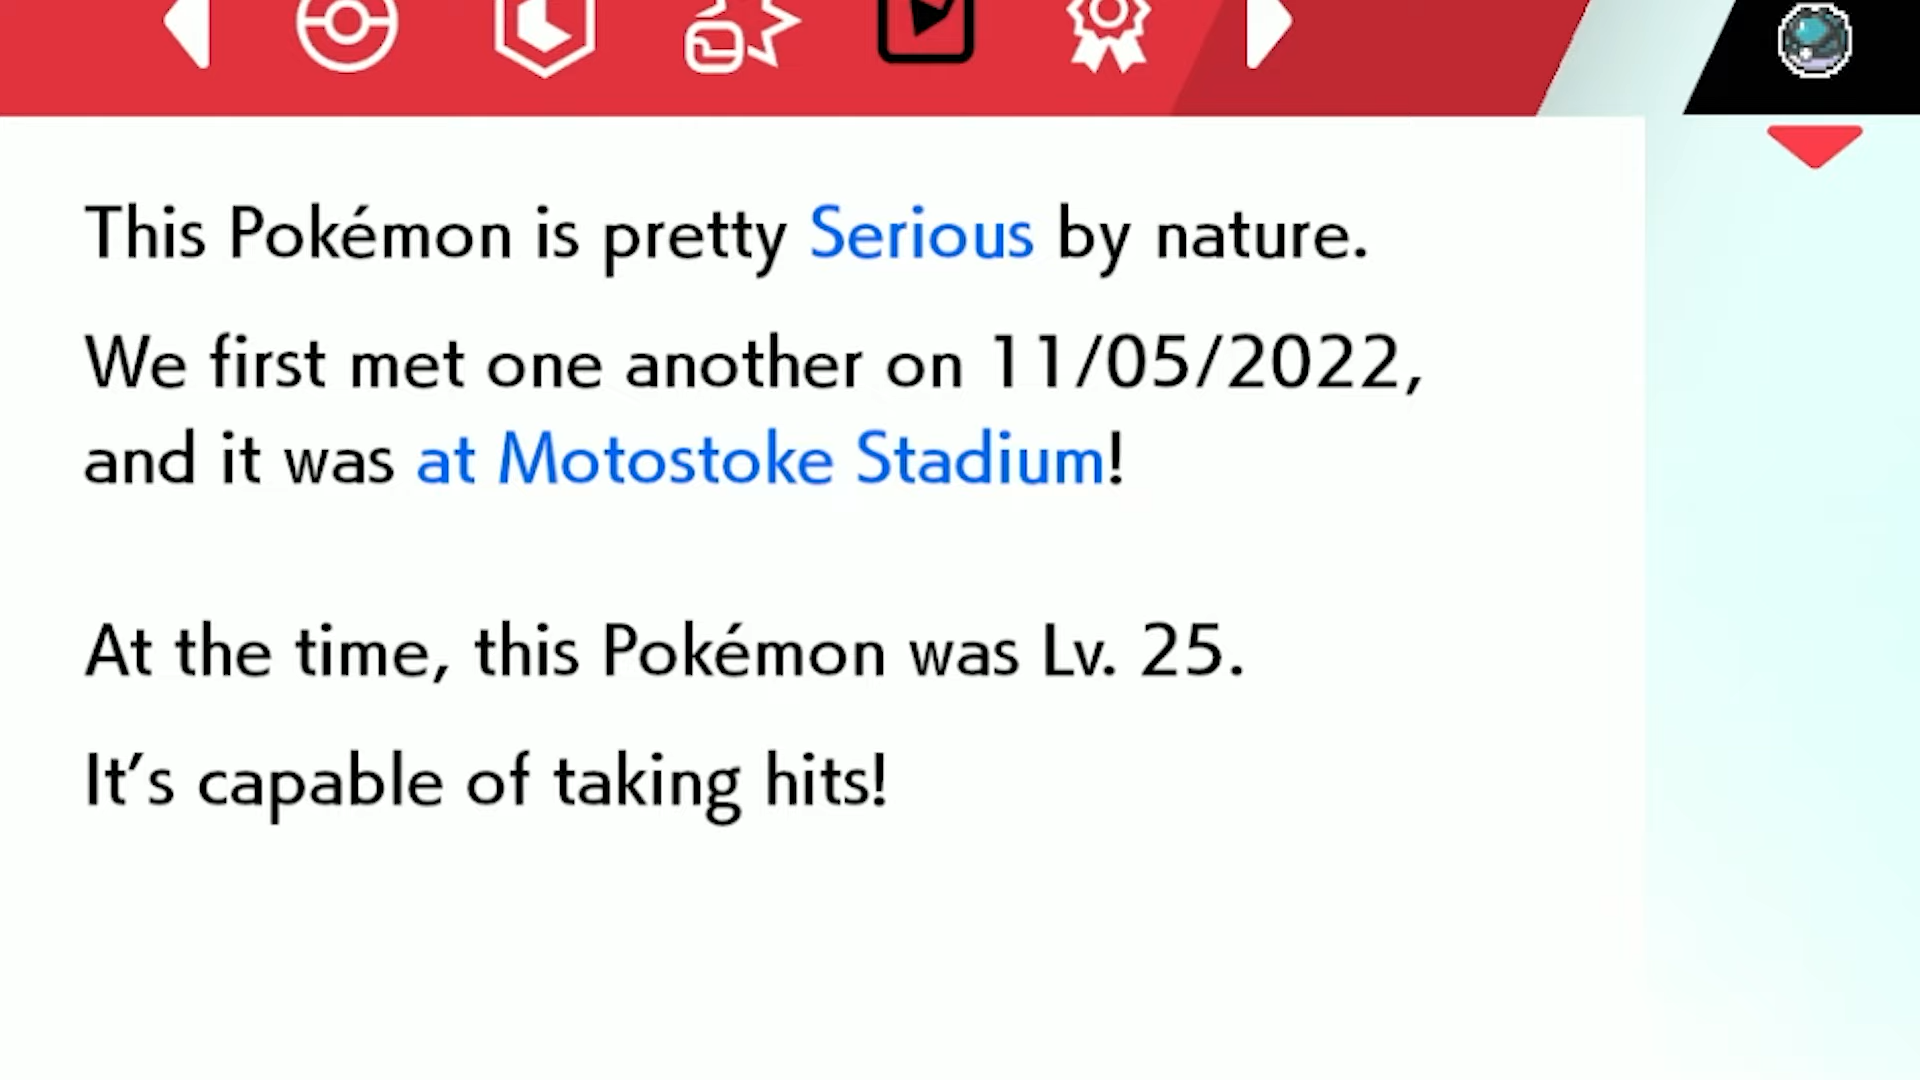 This Pokémon is pretty Serious by nature.
We first met one another on 11/05/2022,
and it was at Motostoke Stadium!
At the time, this Pokémon was Lv. 25.
It's capable of taking hits!